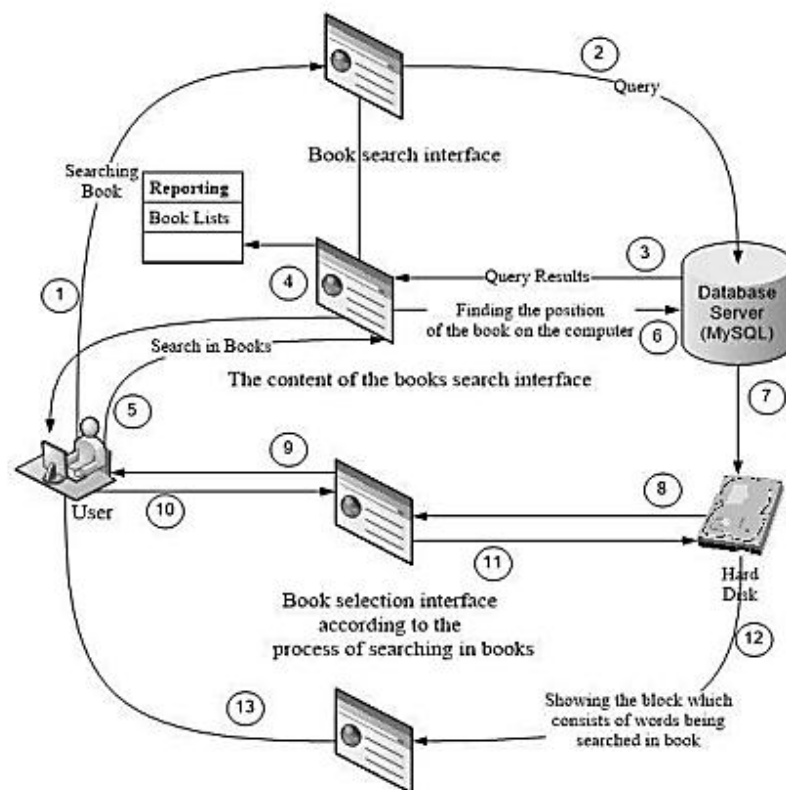 2
Query
Book search interface
Searching
Book
Reporting
Book Lists
1
4
3
Query Results
Database
Server
(MySQL)
Finding the position
of the book on the computer
6
Search in Books
The content of the books search interface
5
7
9
8
User
10
11
Hard
Disk
Book selection interface
according to the
process of searching in books
12
13
Showing the block which
consists of words being
searched in book